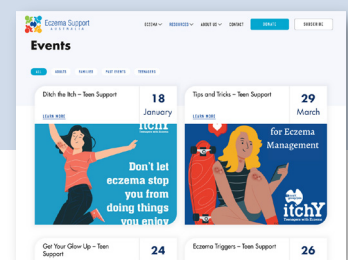 Eczema Support
AUSTRALIA
ECZEMA
RESOURCES
ABOUT US
CONTACT
DONATE
SUBSCRIBE
Events
ALL
ADULTS
FAMILIES
PAST EVENTS
TEENAGERS
Ditch the Itch – Teen Support
LEARN MORE
18
January
Tips and Tricks – Teen Support
LEARN MORE
29
March
itchy
Don't let
eczema stop
you from
doing things
you enjoy
for Eczema
Management
itchY
Teenagers with Eczema
Get Your Glow Up – Teen
Support
24
Eczema Triggers – Teen Support
26